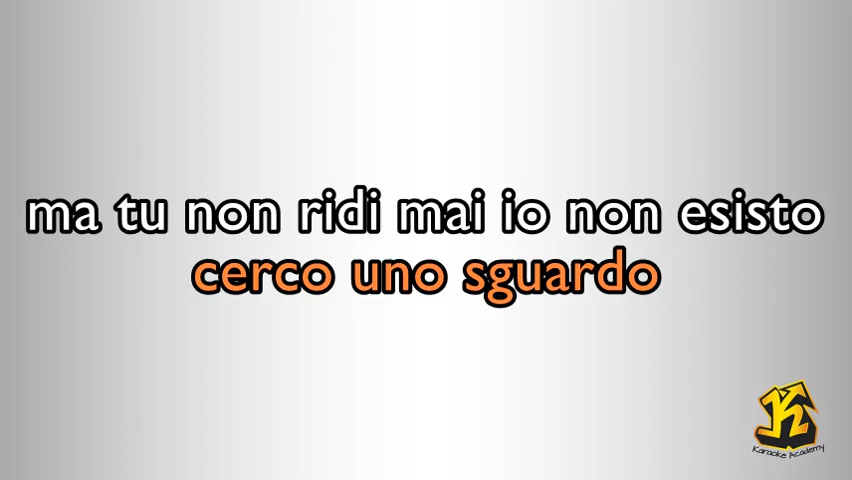 ma tu non ridi mai io non esisto
cerco uno sguardo
K
Karaoke Academy